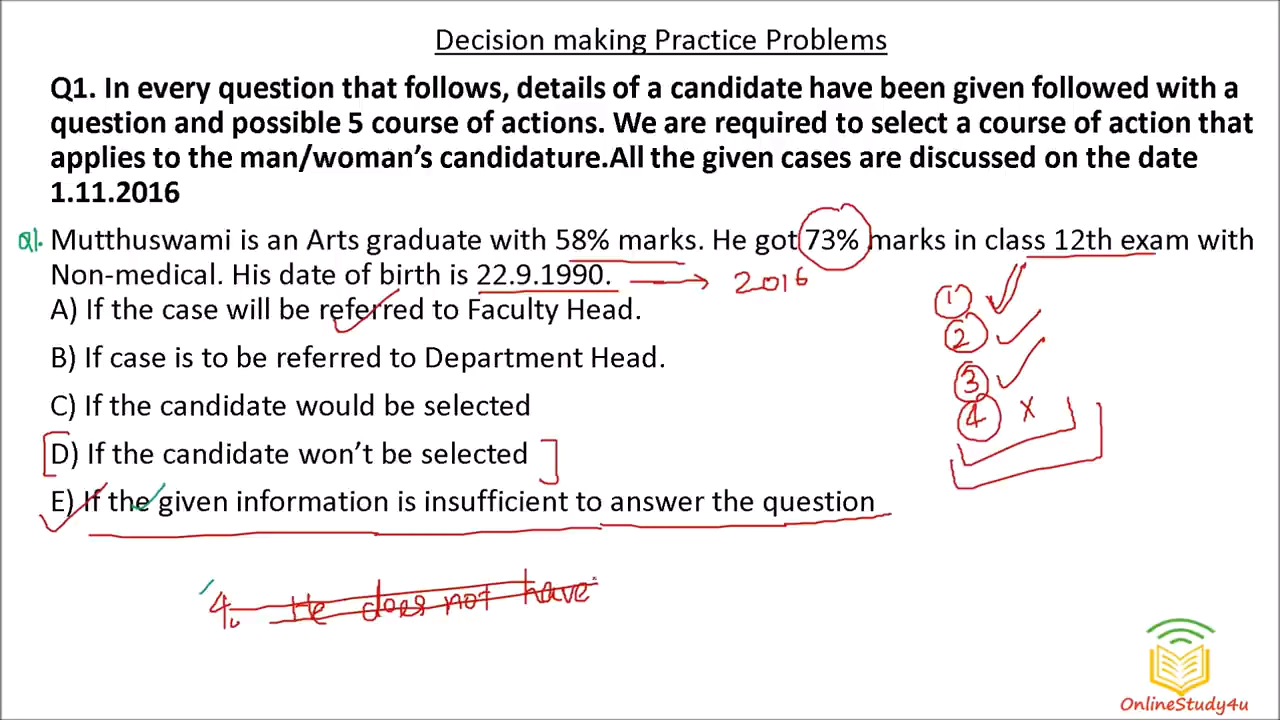 Decision making Practice Problems
Q1. In every question that follows, details of a candidate have been given followed with a
question and possible 5 course of actions. We are required to select a course of action that
applies to the man/woman's candidature.All the given cases are discussed on the date
1.11.2016
Q1. Mutthuswami is an Arts graduate with 58% marks. He got 73% marks in class 12th exam with
Non-medical. His date of birth is 22.9.1990. 2016
A) If the case will be referred to Faculty Head.
1
2
B) If case is to be referred to Department Head.
3
C) If the candidate would be selected
4 x
D) If the candidate won't be selected
E) If the given information is insufficient to answer the question
4. He does not have
OnlineStudy4u